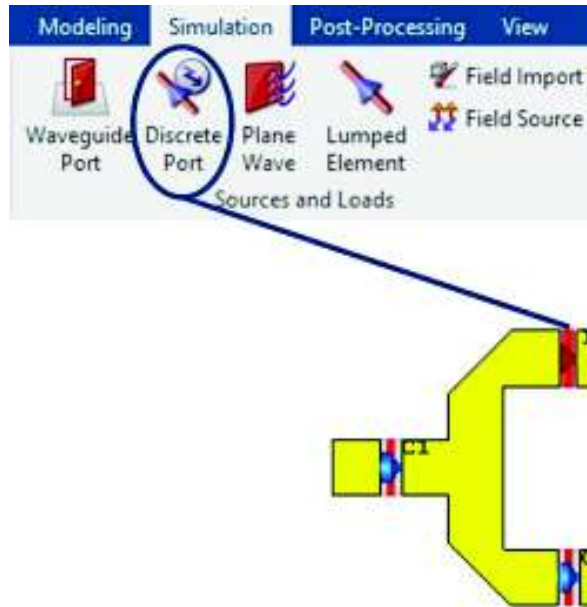 Modeling Simulation Post-Processing View
Waveguide Port
Discrete Port
Plane Wave
Lumped Element
Field Import
Field Source
Sources and Loads
C1